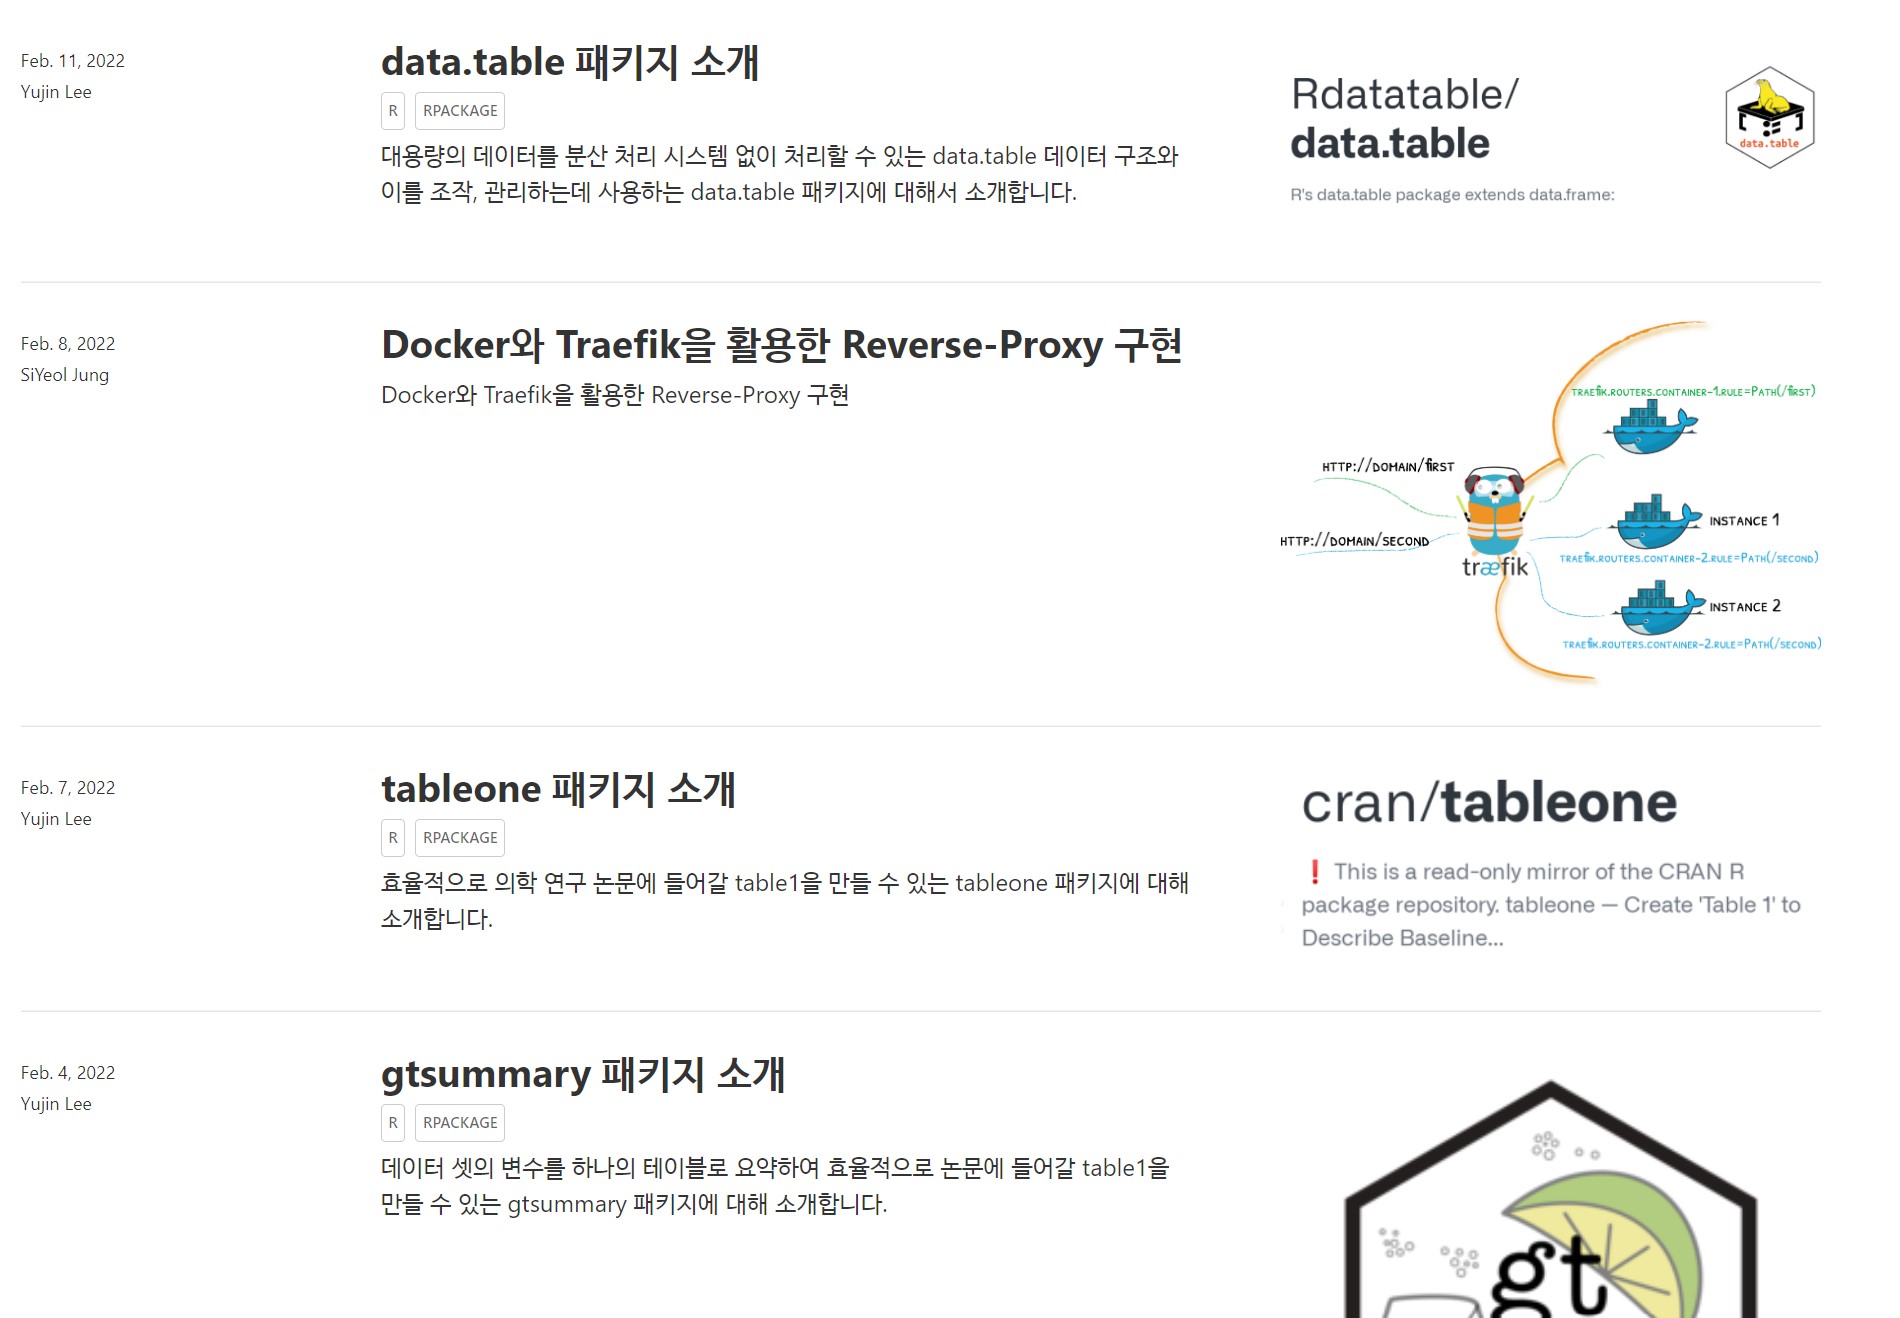 Feb. 11, 2022
Yujin Lee
data.table 패키지 소개
R RPACKAGE
대용량의 데이터를 분산 처리 시스템 없이 처리할 수 있는 data.table 데이터 구조와
이를 조작, 관리하는데 사용하는 data.table 패키지에 대해서 소개합니다.
Rdatatable/
data.table
R's data.table package extends data.frame:
data.table
Feb. 8, 2022
SiYeol Jung
Docker와 Traefik을 활용한 Reverse-Proxy 구현
Docker와 Traefik을 활용한 Reverse-Proxy 구현
TRAEFIK.ROUTERS.CONTAINER-1.RULE=PATH(/FIRST)
HTTP://DOMAIN/FIRST
INSTANCE 1
HTTP://DOMAIN/SECOND
TRAEFIK.ROUTERS.CONTAINER-2.RULE=PATH(/SECOND)
træfik
INSTANCE 2
TRAEFIK.ROUTERS.CONTAINER-2.RULE=PATH(/SECOND)
Feb. 7, 2022
Yujin Lee
tableone 패키지 소개
R RPACKAGE
효율적으로 의학 연구 논문에 들어갈 table1을 만들 수 있는 tableone 패키지에 대해
소개합니다.
cran/tableone
❗ This is a read-only mirror of the CRAN R
package repository. tableone — Create 'Table 1' to
Describe Baseline...
Feb. 4, 2022
Yujin Lee
gtsummary 패키지 소개
R RPACKAGE
데이터 셋의 변수를 하나의 테이블로 요약하여 효율적으로 논문에 들어갈 table1을
만들 수 있는 gtsummary 패키지에 대해 소개합니다.
gt